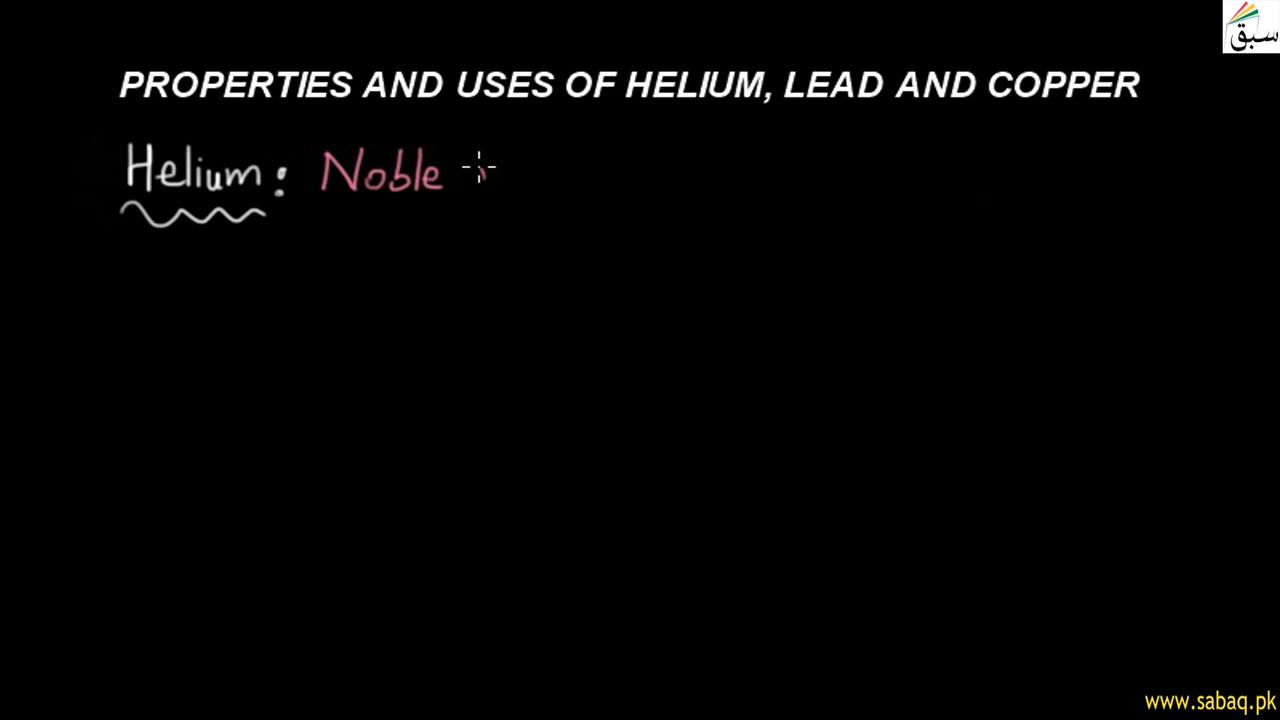 سبق
PROPERTIES AND USES OF HELIUM, LEAD AND COPPER
Helium: Noble
www.sabaq.pk